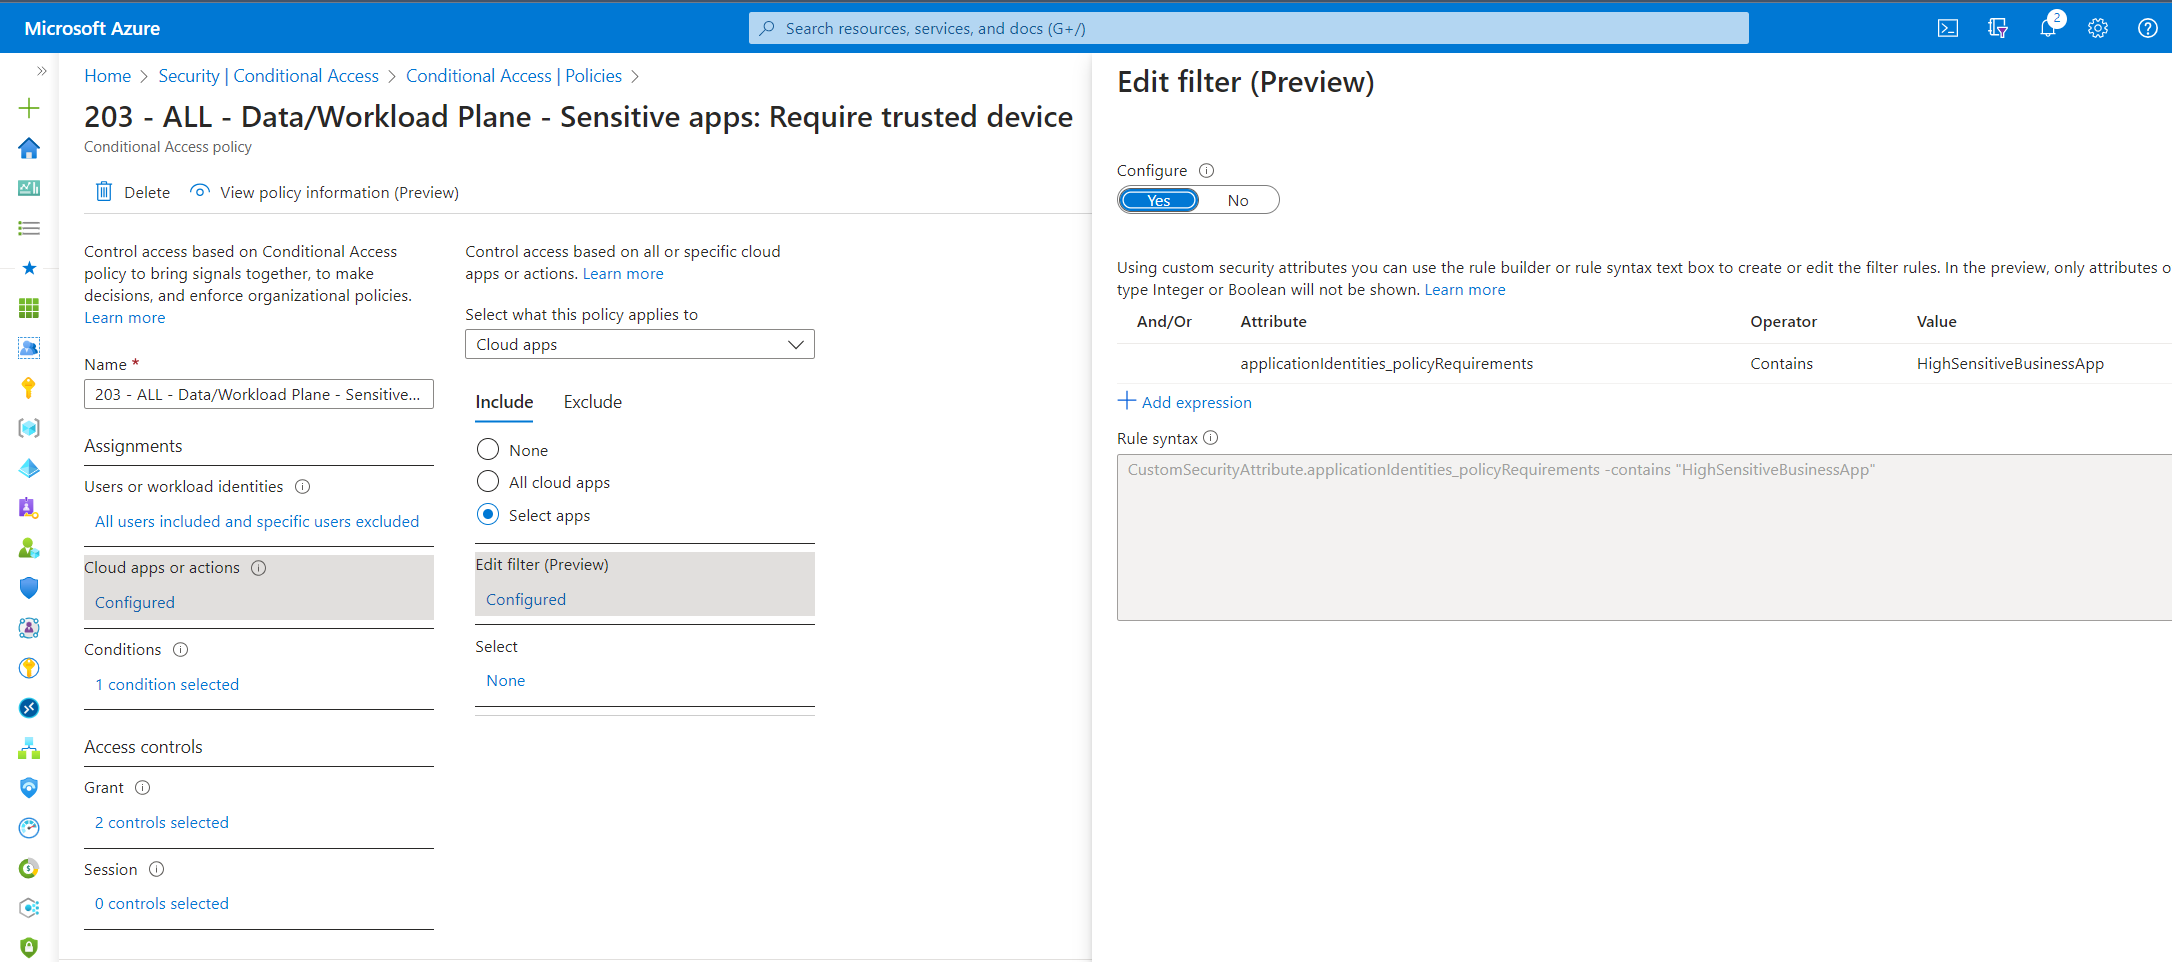 Microsoft Azure
Search resources, services, and docs (G+/)
2
Home > Security | Conditional Access > Conditional Access | Policies >
203 - ALL - Data/Workload Plane - Sensitive apps: Require trusted device
Conditional Access policy
Delete
View policy information (Preview)
Control access based on Conditional Access
policy to bring signals together, to make
decisions, and enforce organizational policies.
Learn more
Name *
203 - ALL - Data/Workload Plane - Sensitive...
Assignments
Users or workload identities
All users included and specific users excluded
Cloud apps or actions
Configured
Conditions
1 condition selected
Access controls
Grant
2 controls selected
Session
0 controls selected
Control access based on all or specific cloud
apps or actions. Learn more
Select what this policy applies to
Cloud apps
Include Exclude
None
All cloud apps
Select apps
Edit filter (Preview)
Configured
Select
None
Edit filter (Preview)
Configure
Yes No
Using custom security attributes you can use the rule builder or rule syntax text box to create or edit the filter rules. In the preview, only attributes o
type Integer or Boolean will not be shown. Learn more
And/Or Attribute Operator Value
applicationIdentities_policyRequirements Contains HighSensitiveBusinessApp
Add expression
Rule syntax
CustomSecurityAttribute.applicationIdentities_policyRequirements -contains "HighSensitiveBusinessApp"